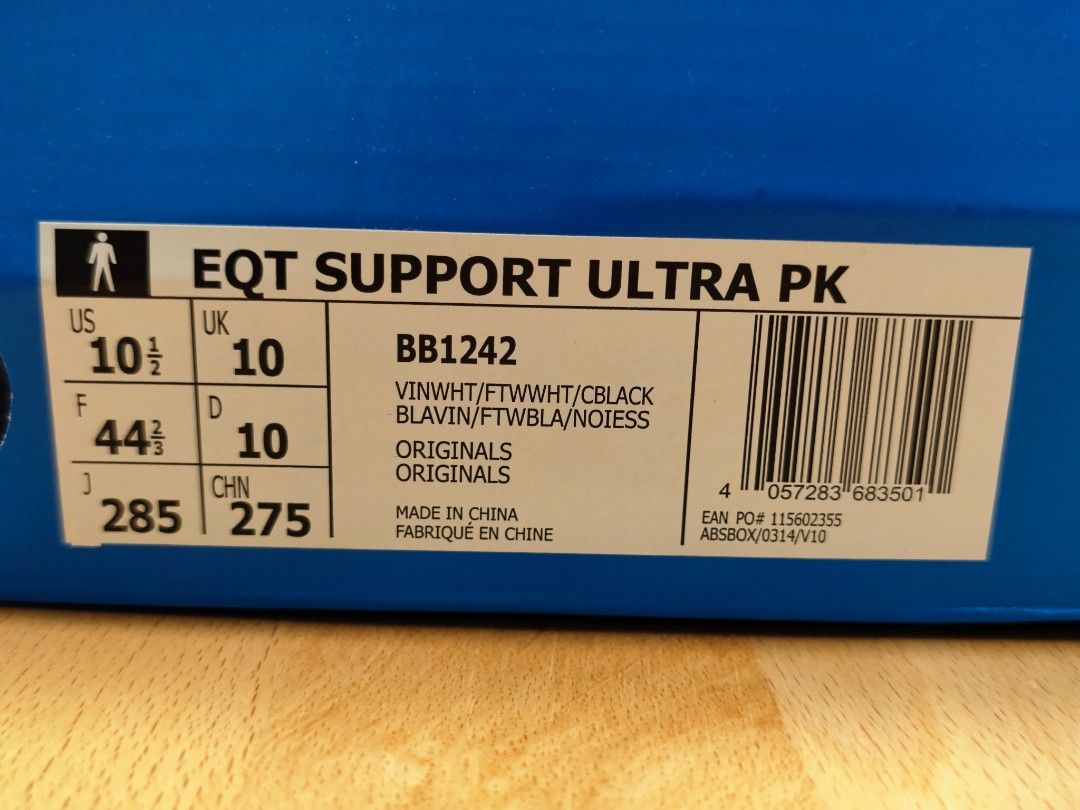 EQT SUPPORT ULTRA PK
US 10 1/2
UK 10
F 44 2/3
D 10
J 285
CHN 275
BB1242
VINWHT/FTWWHT/CBLACK
BLAVIN/FTWBLA/NOIESS
ORIGINALS
ORIGINALS
MADE IN CHINA
FABRIQUÉ EN CHINE
4 057283 683501
EAN PO# 115602355
ABSBOX/0314/V10